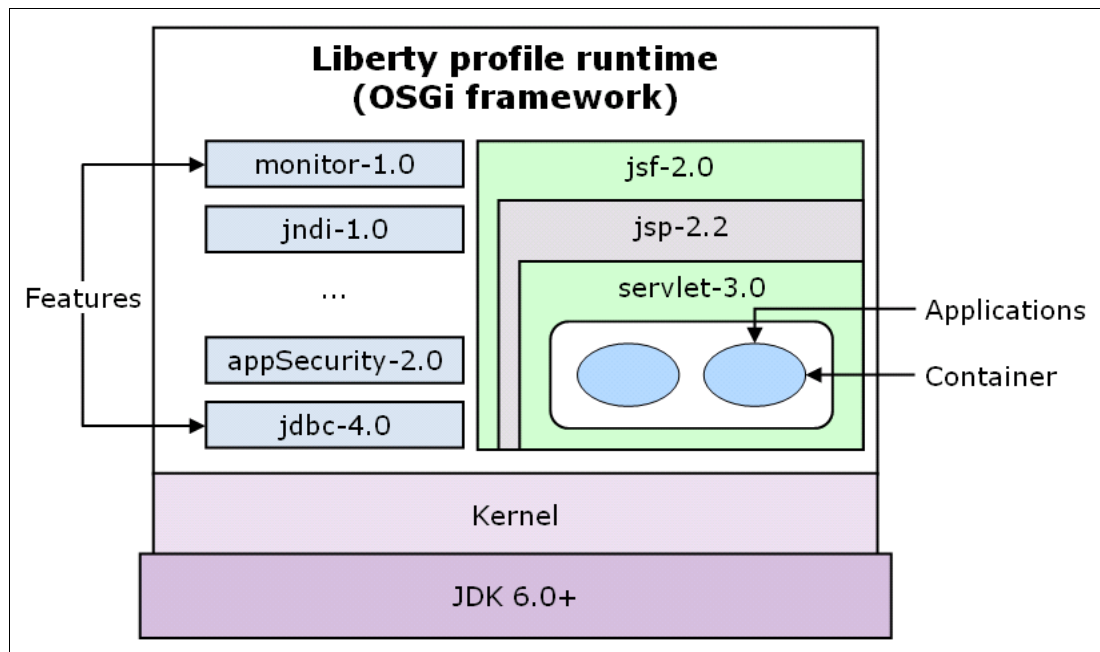 Liberty profile runtime
(OSGi framework)
monitor-1.0
jndi-1.0
...
appSecurity-2.0
jdbc-4.0
Features
jsf-2.0
jsp-2.2
servlet-3.0
Applications
Container
Kernel
JDK 6.0+